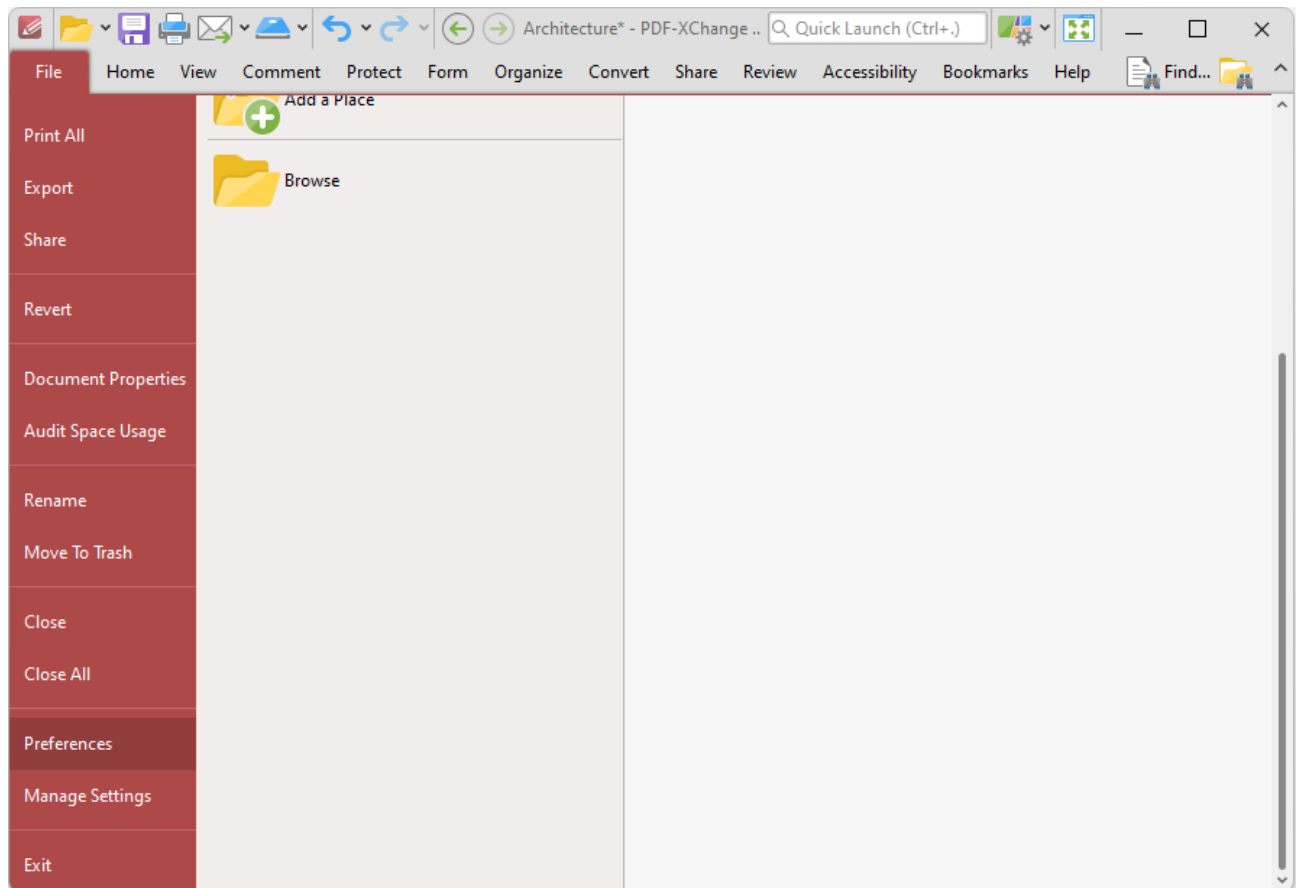 Architecture* - PDF-XChange ..
Quick Launch (Ctrl+.)
File Home View Comment Protect Form Organize Convert Share Review Accessibility Bookmarks Help Find...
Print All
Export
Share
Revert
Document Properties
Audit Space Usage
Rename
Move To Trash
Close
Close All
Preferences
Manage Settings
Exit
Add a Place
Browse